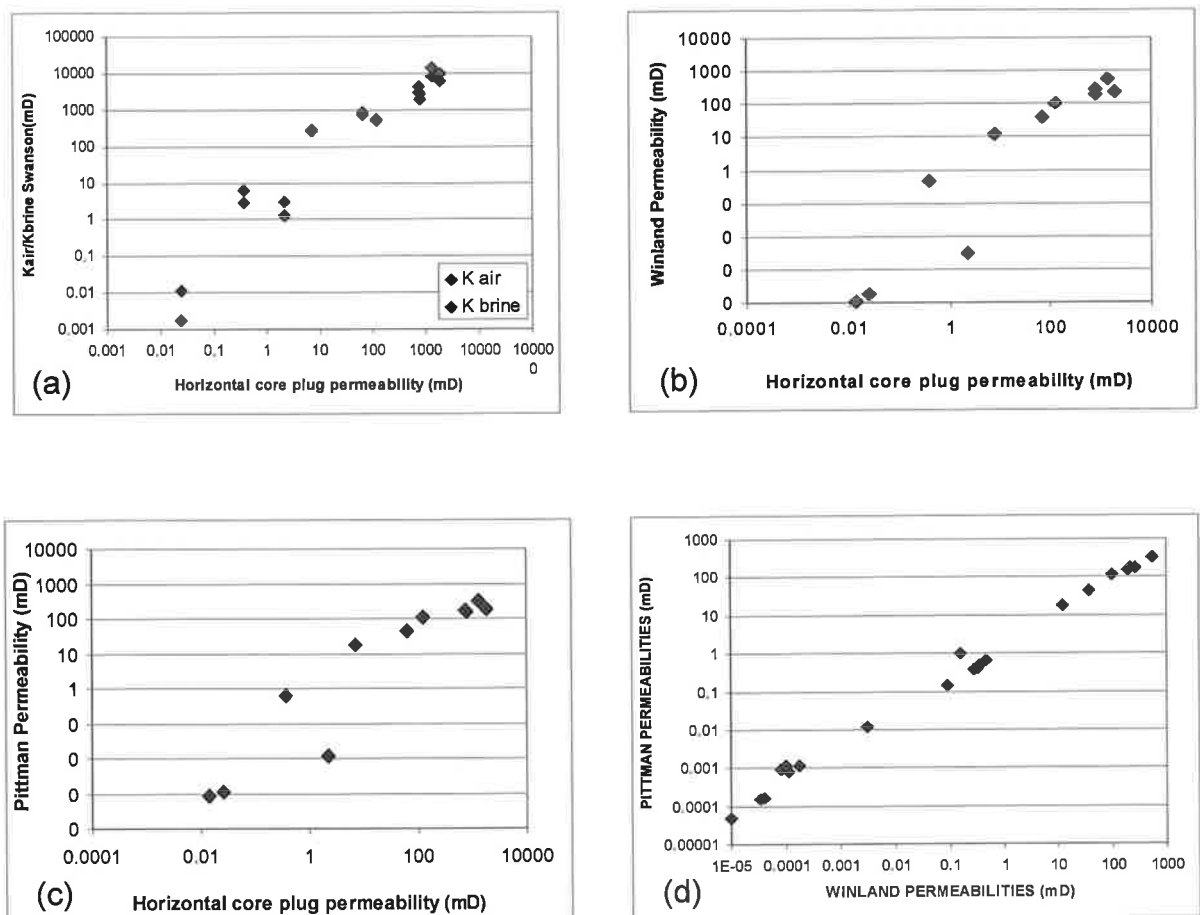 100000
10000
1000
100
10
1
0,1
0.01
0.001
Kair/Kbrine Swanson(mD)
K air
K brine
0.001 0.01 0,1 1 10 100 1000 10000 10000
0
Horizontal core plug permeability (mD)
(a)
10000
1000
100
10
1
0
0
0
0
Winland Permeability (mD)
0.0001 0.01 1 100 10000
Horizontal core plug permeability (mD)
(b)
10000
1000
100
10
1
0
0
0
0
Pittman Permeability (mD)
0.0001 0.01 1 100 10000
Horizontal core plug permeability (mD)
(c)
1000
100
10
1
0.1
0,01
0,001
0,0001
0,00001
PITTMAN PERMEABILITIES (mD)
1E-05 0,0001 0,001 0,01 0,1 1 10 100 1000
WINLAND PERMEABILITIES (mD)
(d)